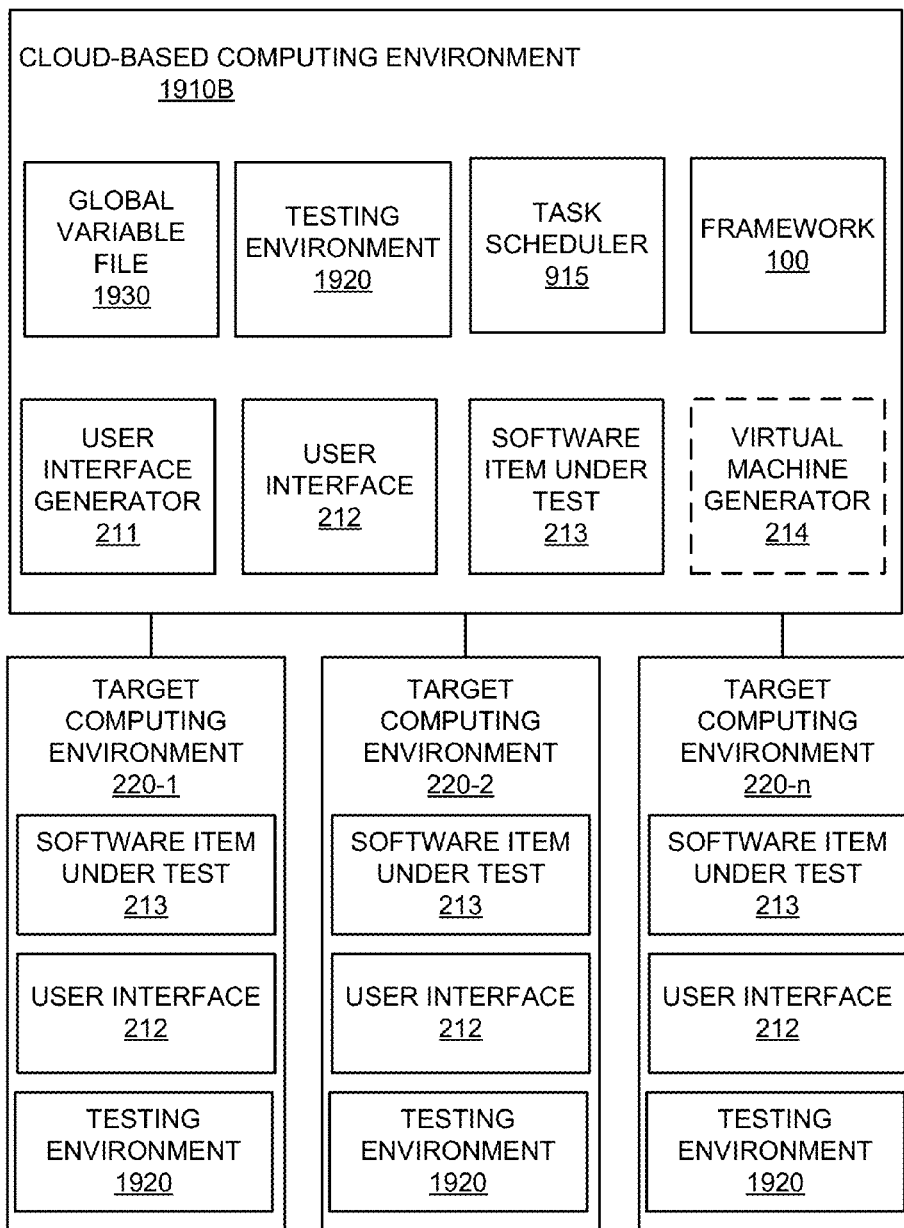 CLOUD-BASED COMPUTING ENVIRONMENT
1910B
GLOBAL
VARIABLE
FILE
1930
TESTING
ENVIRONMENT
1920
TASK
SCHEDULER
915
FRAMEWORK
100
USER
INTERFACE
GENERATOR
211
USER
INTERFACE
212
SOFTWARE
ITEM UNDER
TEST
213
VIRTUAL
MACHINE
GENERATOR
214
TARGET
COMPUTING
ENVIRONMENT
220-1
SOFTWARE ITEM
UNDER TEST
213
USER INTERFACE
212
TESTING
ENVIRONMENT
1920
TARGET
COMPUTING
ENVIRONMENT
220-2
SOFTWARE ITEM
UNDER TEST
213
USER INTERFACE
212
TESTING
ENVIRONMENT
1920
TARGET
COMPUTING
ENVIRONMENT
220-n
SOFTWARE ITEM
UNDER TEST
213
USER INTERFACE
212
TESTING
ENVIRONMENT
1920